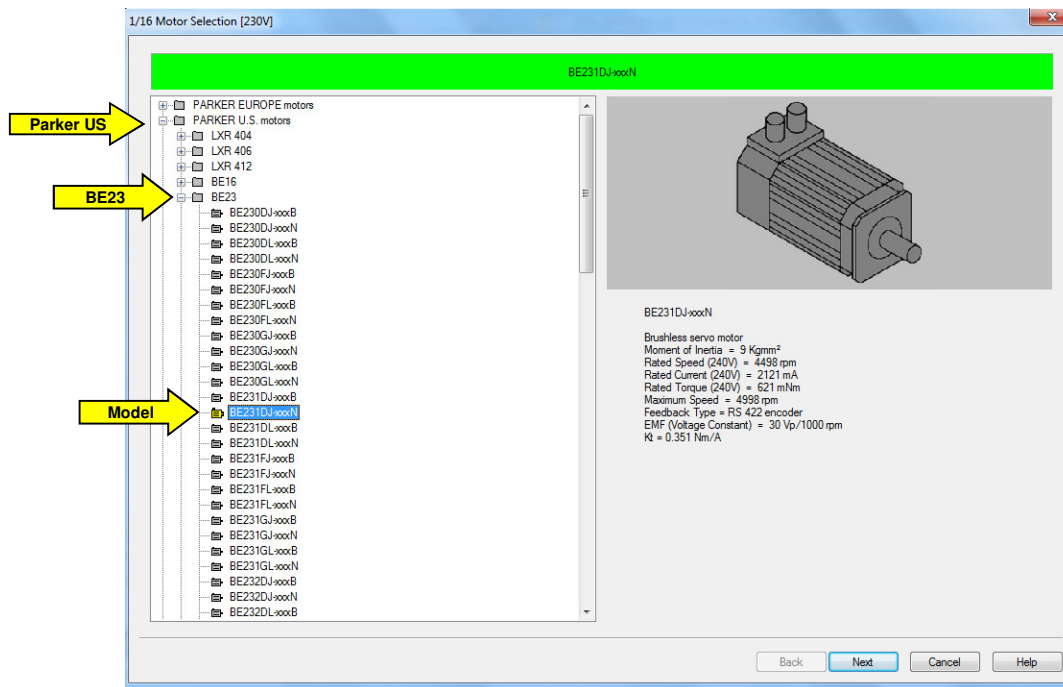 1/16 Motor Selection [230V]
BE231DJ-xxxN
PARKER EUROPE motors
Parker US
PARKER U.S. motors
LXR 404
LXR 406
LXR 412
BE16
BE23
BE23
BE230DJ-xxxB
BE230DJ-xxxN
BE230DL-xxxB
BE230DL-xxxN
BE230FJ-xxxB
BE230FJ-xxxN
BE230FL-xxxB
BE230FL-xxxN
BE230GJ-xxxB
BE230GJ-xxxN
BE230GL-xxxB
BE230GL-xxxN
BE231DJ-xxxB
Model
BE231DJ-xxxN
BE231DL-xxxB
BE231DL-xxxN
BE231FJ-xxxB
BE231FJ-xxxN
BE231FL-xxxB
BE231FL-xxxN
BE231GJ-xxxB
BE231GJ-xxxN
BE231GL-xxxB
BE231GL-xxxN
BE232DJ-xxxB
BE232DJ-xxxN
BE232DL-xxxB
BE231DJ-xxxN
Brushless servo motor
Moment of Inertia = 9 Kgmm²
Rated Speed (240V) = 4498 rpm
Rated Current (240V) = 2121 mA
Rated Torque (240V) = 621 mNm
Maximum Speed = 4998 rpm
Feedback Type = RS 422 encoder
EMF (Voltage Constant) = 30 Vp/1000 rpm
Kt = 0.351 Nm/A
Back
Next
Cancel
Help